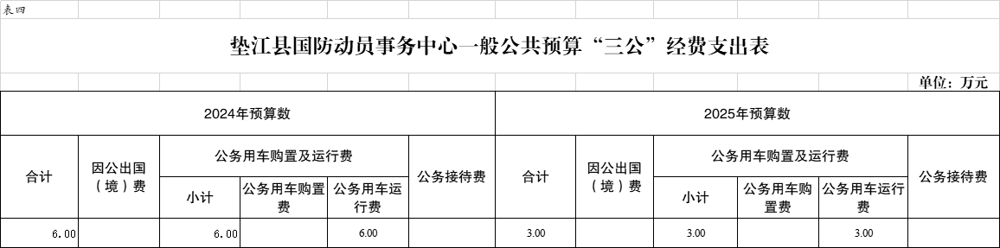 表四
垫江县国防动员事务中心一般公共预算“三公”经费支出表
单位：万元
2024年预算数 2025年预算数
合计 因公出国（境）费 公务用车购置及运行费 公务接待费 合计 因公出国（境）费 公务用车购置及运行费 公务接待费
小计 公务用车购置费 公务用车运行费 小计 公务用车购置费 公务用车运行费
6.00 6.00 6.00 3.00 3.00 3.00